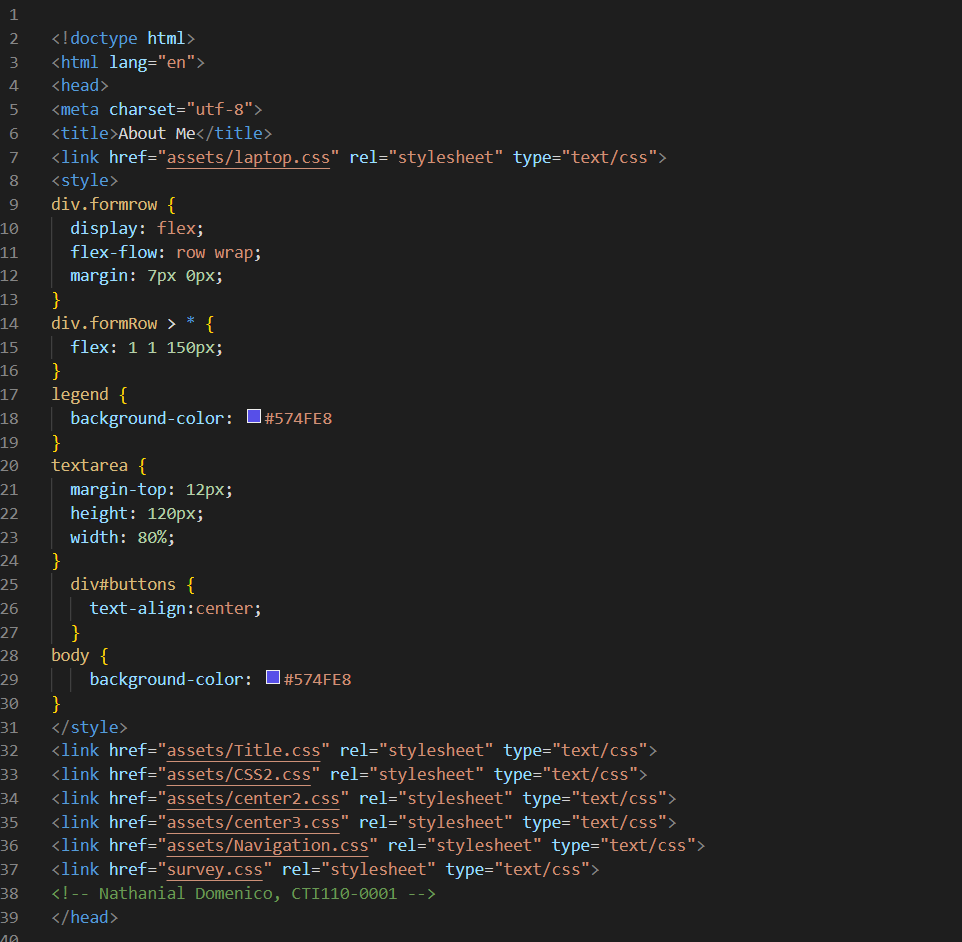 1
2 <!doctype html>
3 <html lang="en">
4 <head>
5 <meta charset="utf-8">
6 <title>About Me</title>
7 <link href="assets/laptop.css" rel="stylesheet" type="text/css">
8 <style>
9 div.formrow {
10   display: flex;
11   flex-flow: row wrap;
12   margin: 7px 0px;
13 }
14 div.formRow > * {
15   flex: 1 1 150px;
16 }
17 legend {
18   background-color: #574FE8
19 }
20 textarea {
21   margin-top: 12px;
22   height: 120px;
23   width: 80%;
24 }
25   div#buttons {
26     text-align:center;
27   }
28 body {
29     background-color: #574FE8
30 }
31 </style>
32 <link href="assets/Title.css" rel="stylesheet" type="text/css">
33 <link href="assets/CSS2.css" rel="stylesheet" type="text/css">
34 <link href="assets/center2.css" rel="stylesheet" type="text/css">
35 <link href="assets/center3.css" rel="stylesheet" type="text/css">
36 <link href="assets/Navigation.css" rel="stylesheet" type="text/css">
37 <link href="survey.css" rel="stylesheet" type="text/css">
38 <!-- Nathanial Domenico, CTI110-0001 -->
39 </head>
40